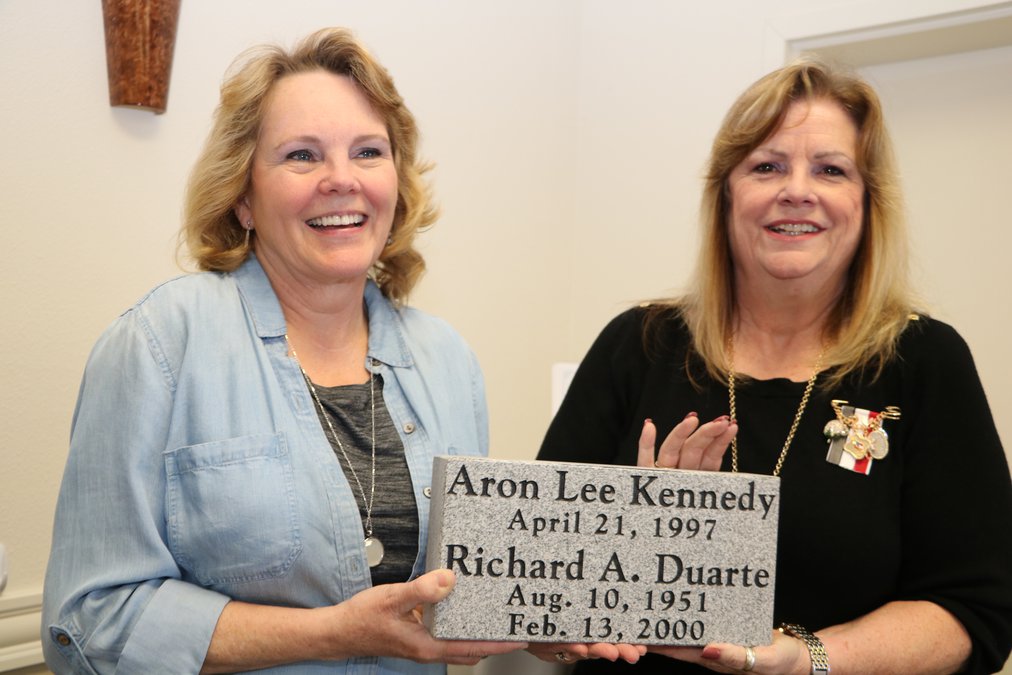 Aron Lee Kennedy
April 21, 1997
Richard A. Duarte
Aug. 10, 1951
Feb. 13, 2000